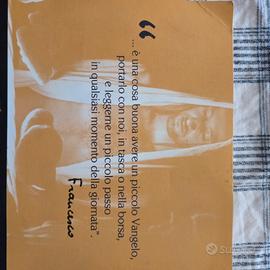 “
... è una cosa buona avere un piccolo Vangelo,
portarlo con noi, in tasca o nella borsa,
e leggerne un piccolo passo
in qualsiasi momento della giornata".
Francesco
subito